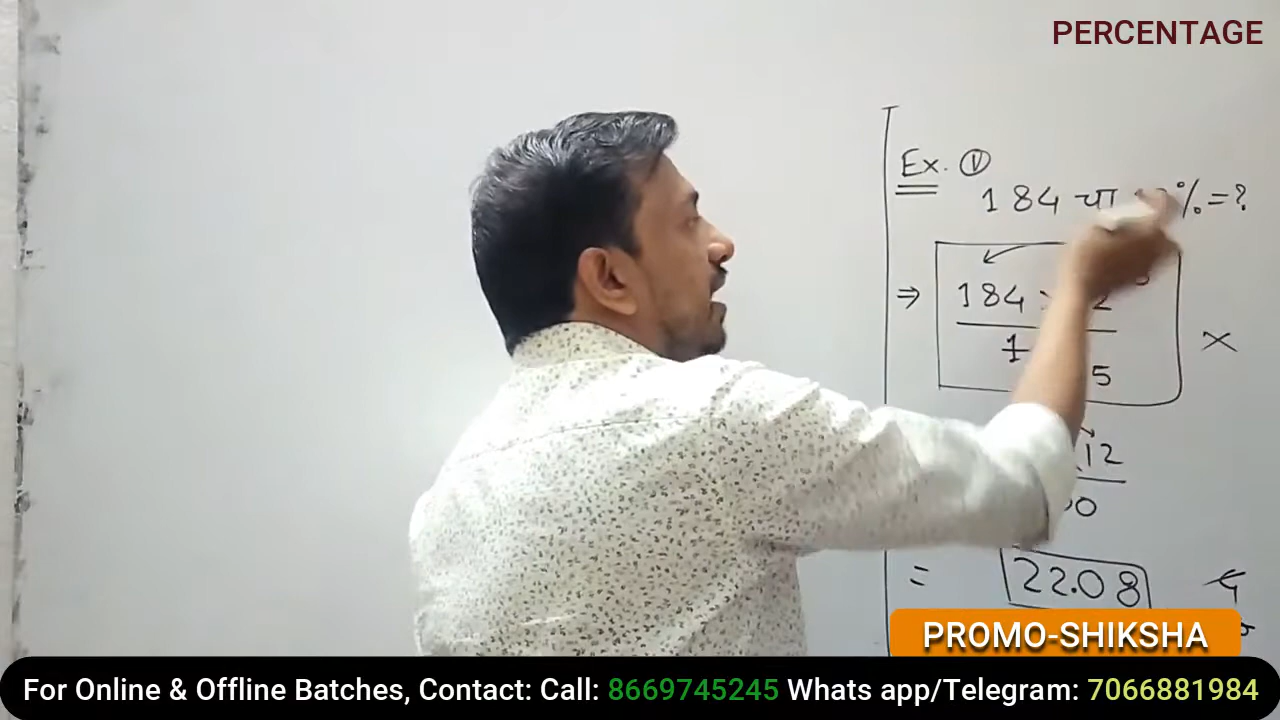 PERCENTAGE
Ex. ①
184 चा % = ?
⇒ 184
5
12
= 22.08
PROMO-SHIKSHA
For Online & Offline Batches, Contact: Call: 8669745245 Whats app/Telegram: 7066881984